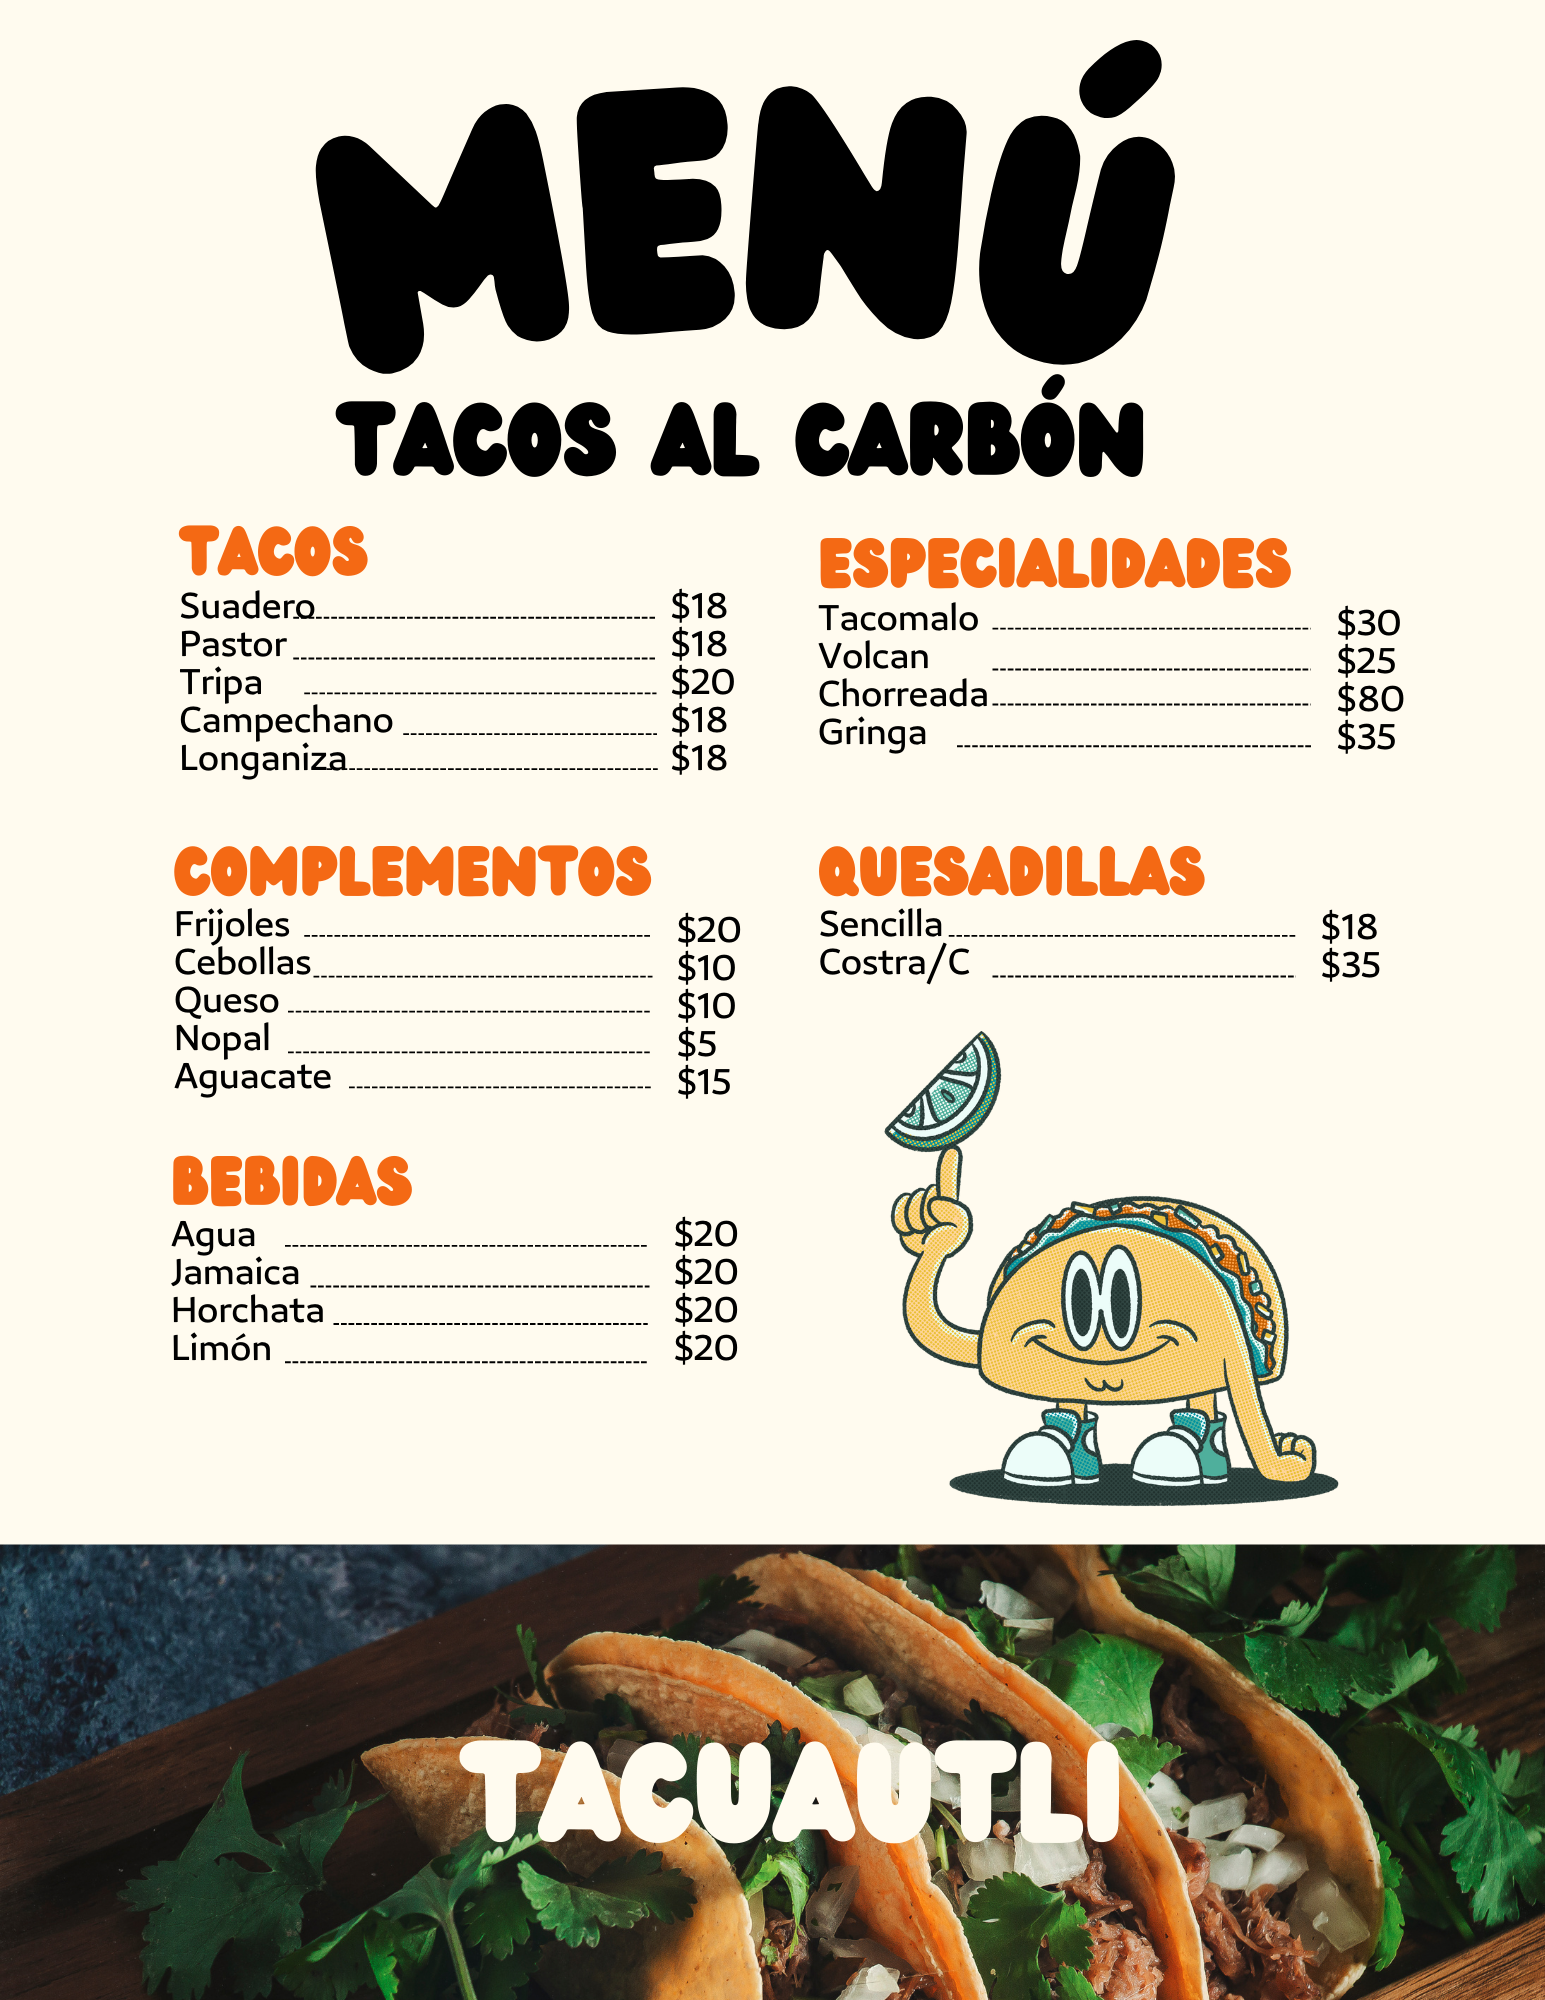 MENÚ
TACOS AL CARBÓN
TACOS
Suadero $18
Pastor $18
Tripa $20
Campechano $18
Longaniza $18
ESPECIALIDADES
Tacomalo $30
Volcan $25
Chorreada $80
Gringa $35
COMPLEMENTOS
Frijoles $20
Cebollas $10
Queso $10
Nopal $5
Aguacate $15
QUESADILLAS
Sencilla $18
Costra/C $35
BEBIDAS
Agua $20
Jamaica $20
Horchata $20
Limón $20
TACUAUTLI